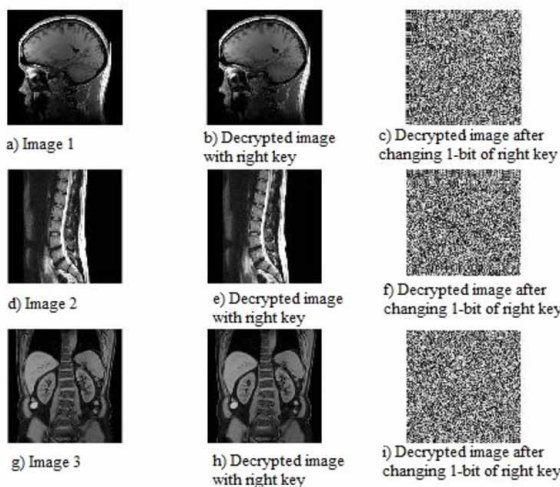 a) Image 1
b) Decrypted image
with right key
c) Decrypted image after
changing 1-bit of right key
d) Image 2
e) Decrypted image
with right key
f) Decrypted image after
changing 1-bit of right key
g) Image 3
h) Decrypted image
with right key
i) Decrypted image after
changing 1-bit of right key